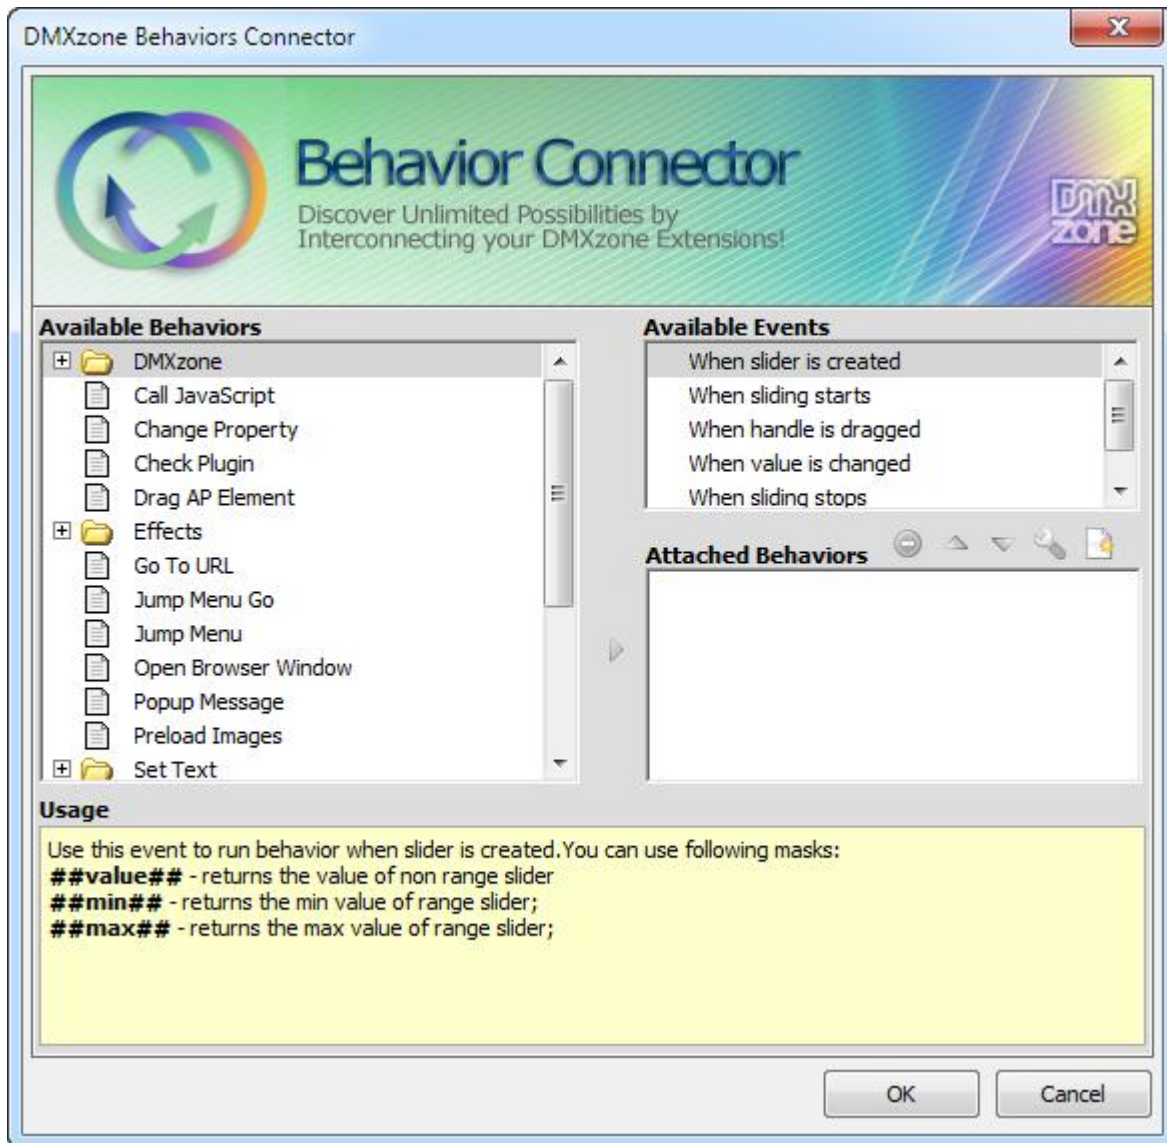 DMXzone Behaviors Connector
Behavior Connector
Discover Unlimited Possibilities by
Interconnecting your DMXzone Extensions!
DMX
zone
Available Behaviors
DMXzone
Call JavaScript
Change Property
Check Plugin
Drag AP Element
Effects
Go To URL
Jump Menu Go
Jump Menu
Open Browser Window
Popup Message
Preload Images
Set Text
Available Events
When slider is created
When sliding starts
When handle is dragged
When value is changed
When sliding stops
Attached Behaviors
Usage
Use this event to run behavior when slider is created.You can use following masks:
##value## - returns the value of non range slider
##min## - returns the min value of range slider;
##max## - returns the max value of range slider;
OK
Cancel